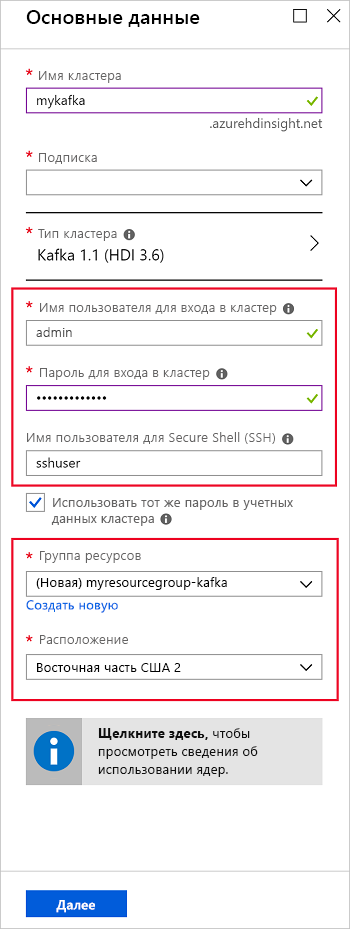 Основные данные
* Имя кластера
mykafka
.azurehdinsight.net
* Подписка
* Тип кластера
Kafka 1.1 (HDI 3.6)
* Имя пользователя для входа в кластер
admin
* Пароль для входа в кластер
•••••••••••••
Имя пользователя для Secure Shell (SSH)
sshuser
Использовать тот же пароль в учетных
данных кластера
* Группа ресурсов
(Новая) myresourcegroup-kafka
Создать новую
* Расположение
Восточная часть США 2
Щелкните здесь, чтобы
просмотреть сведения об
использовании ядер.
Далее